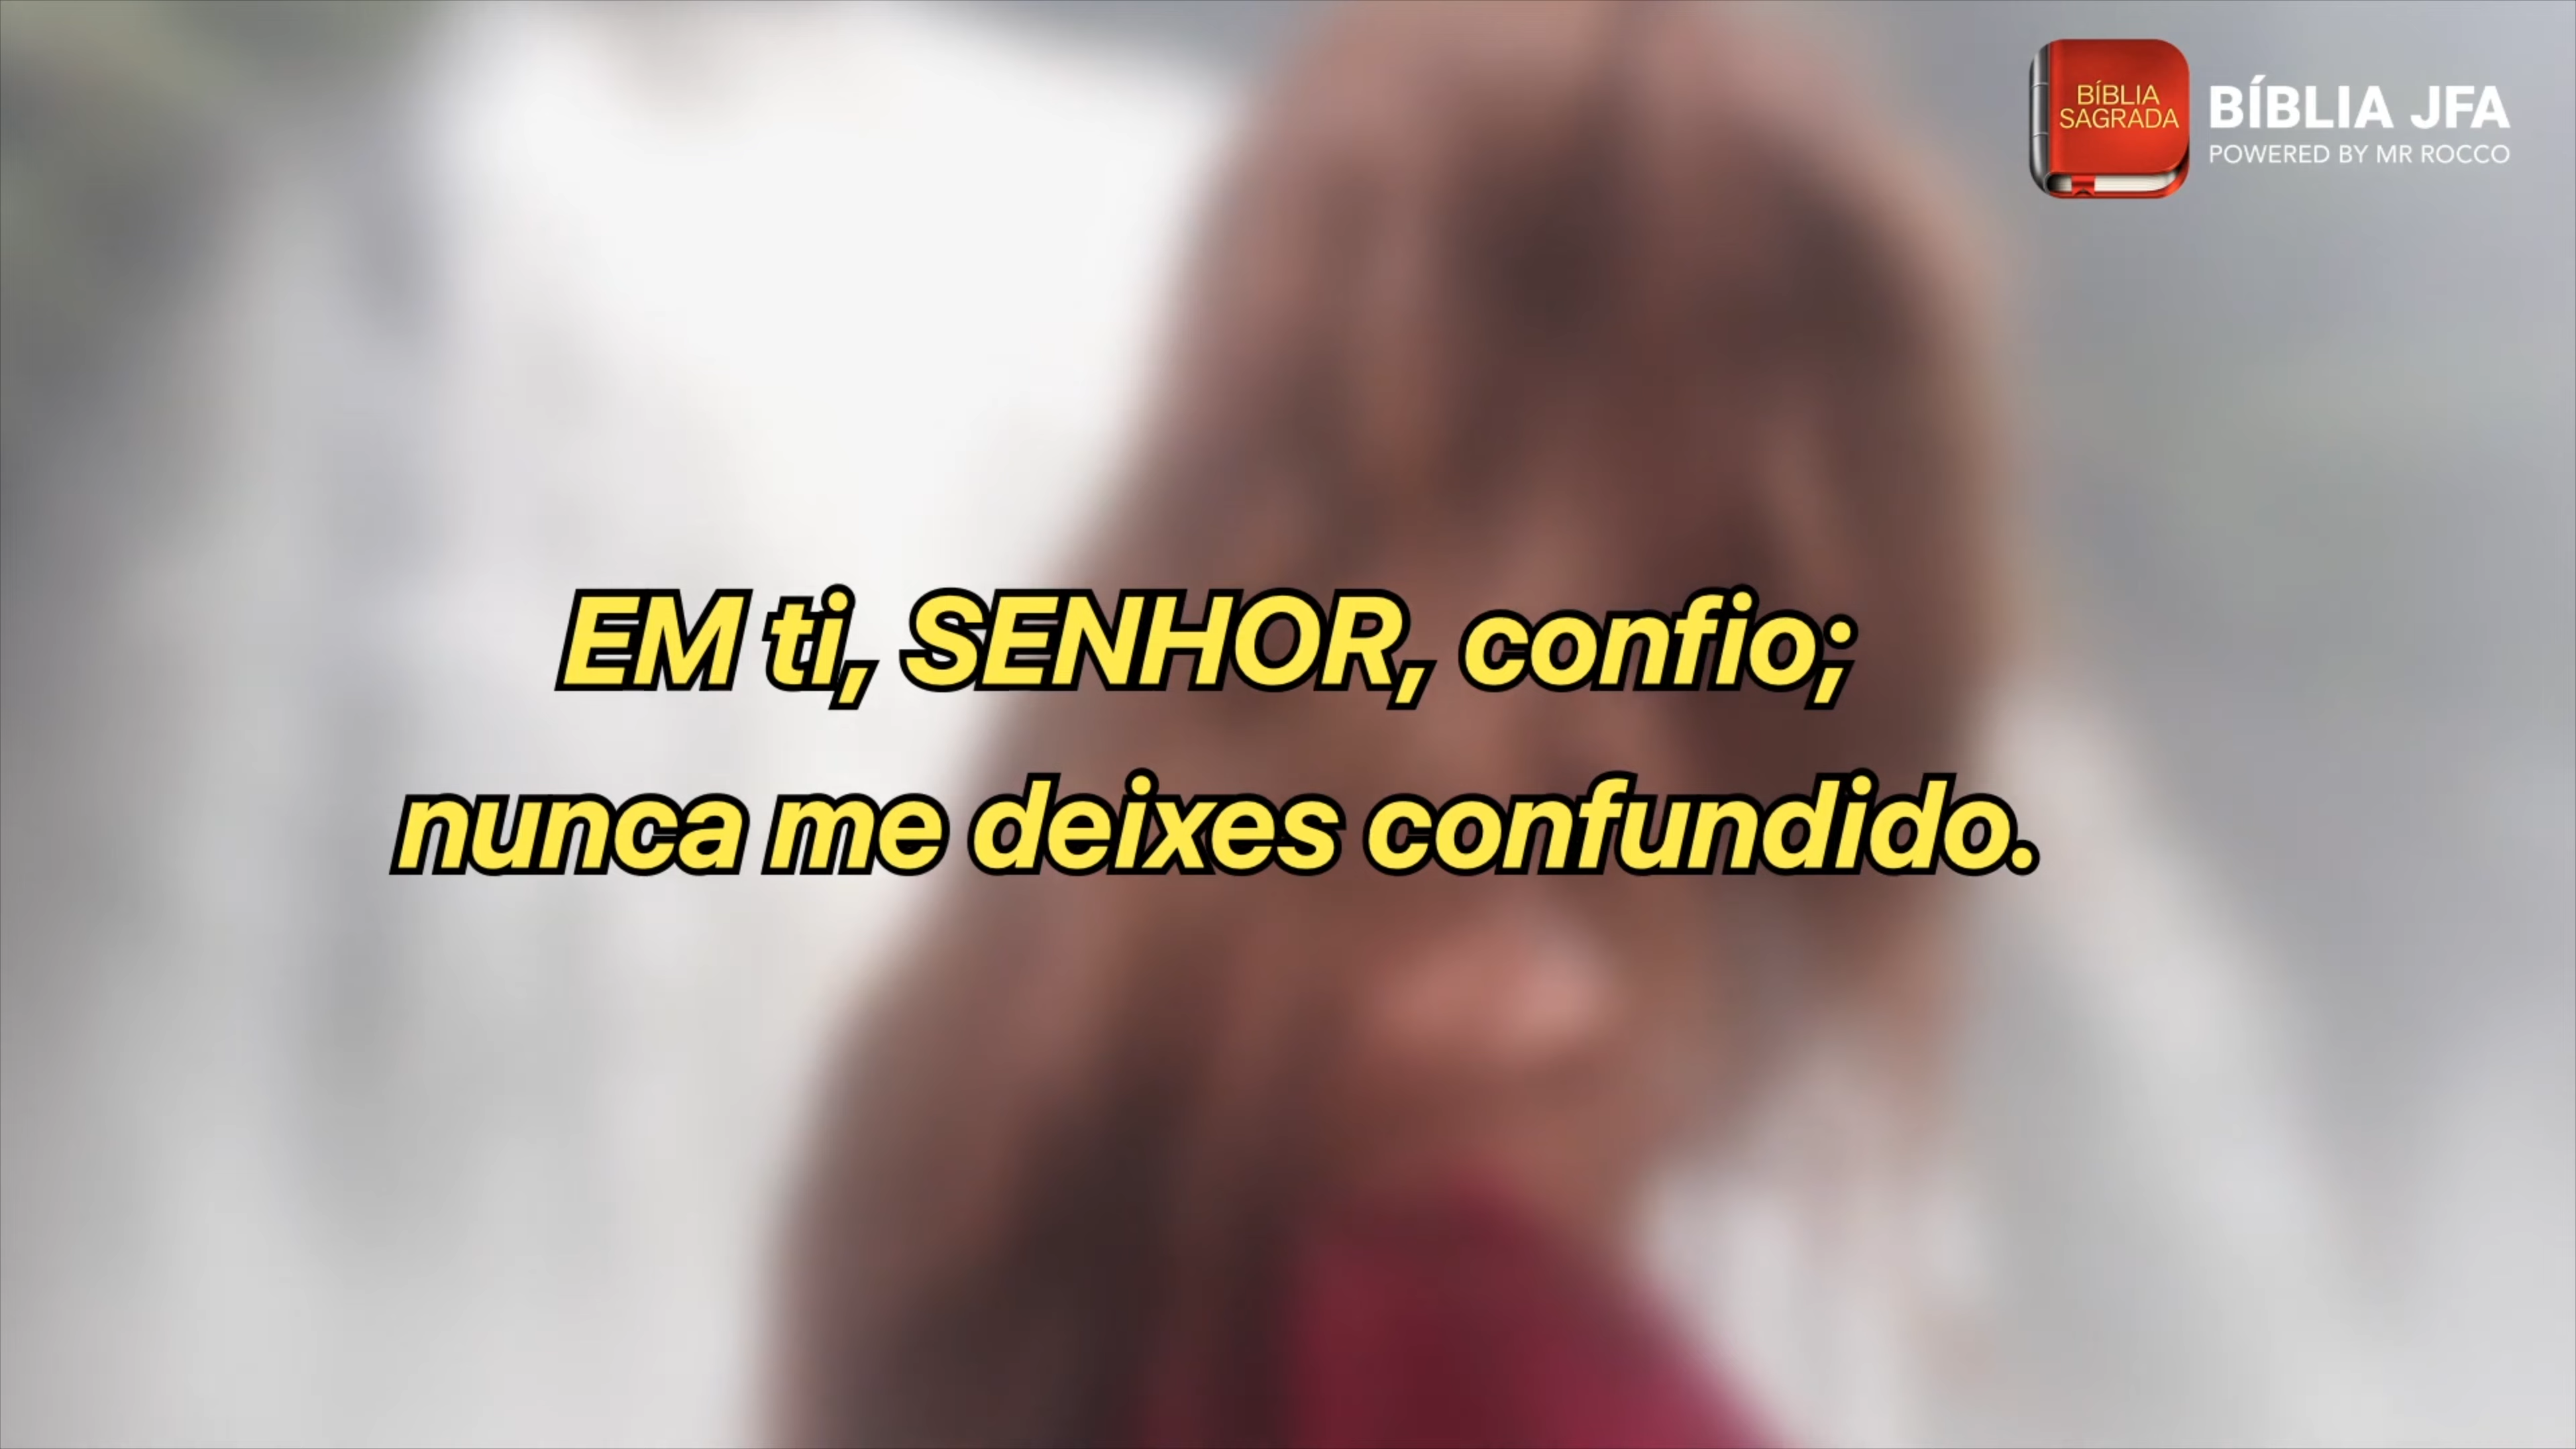 BÍBLIA
SAGRADA
BÍBLIA JFA
POWERED BY MR ROCCO
EM ti, SENHOR, confio;
nunca me deixes confundido.